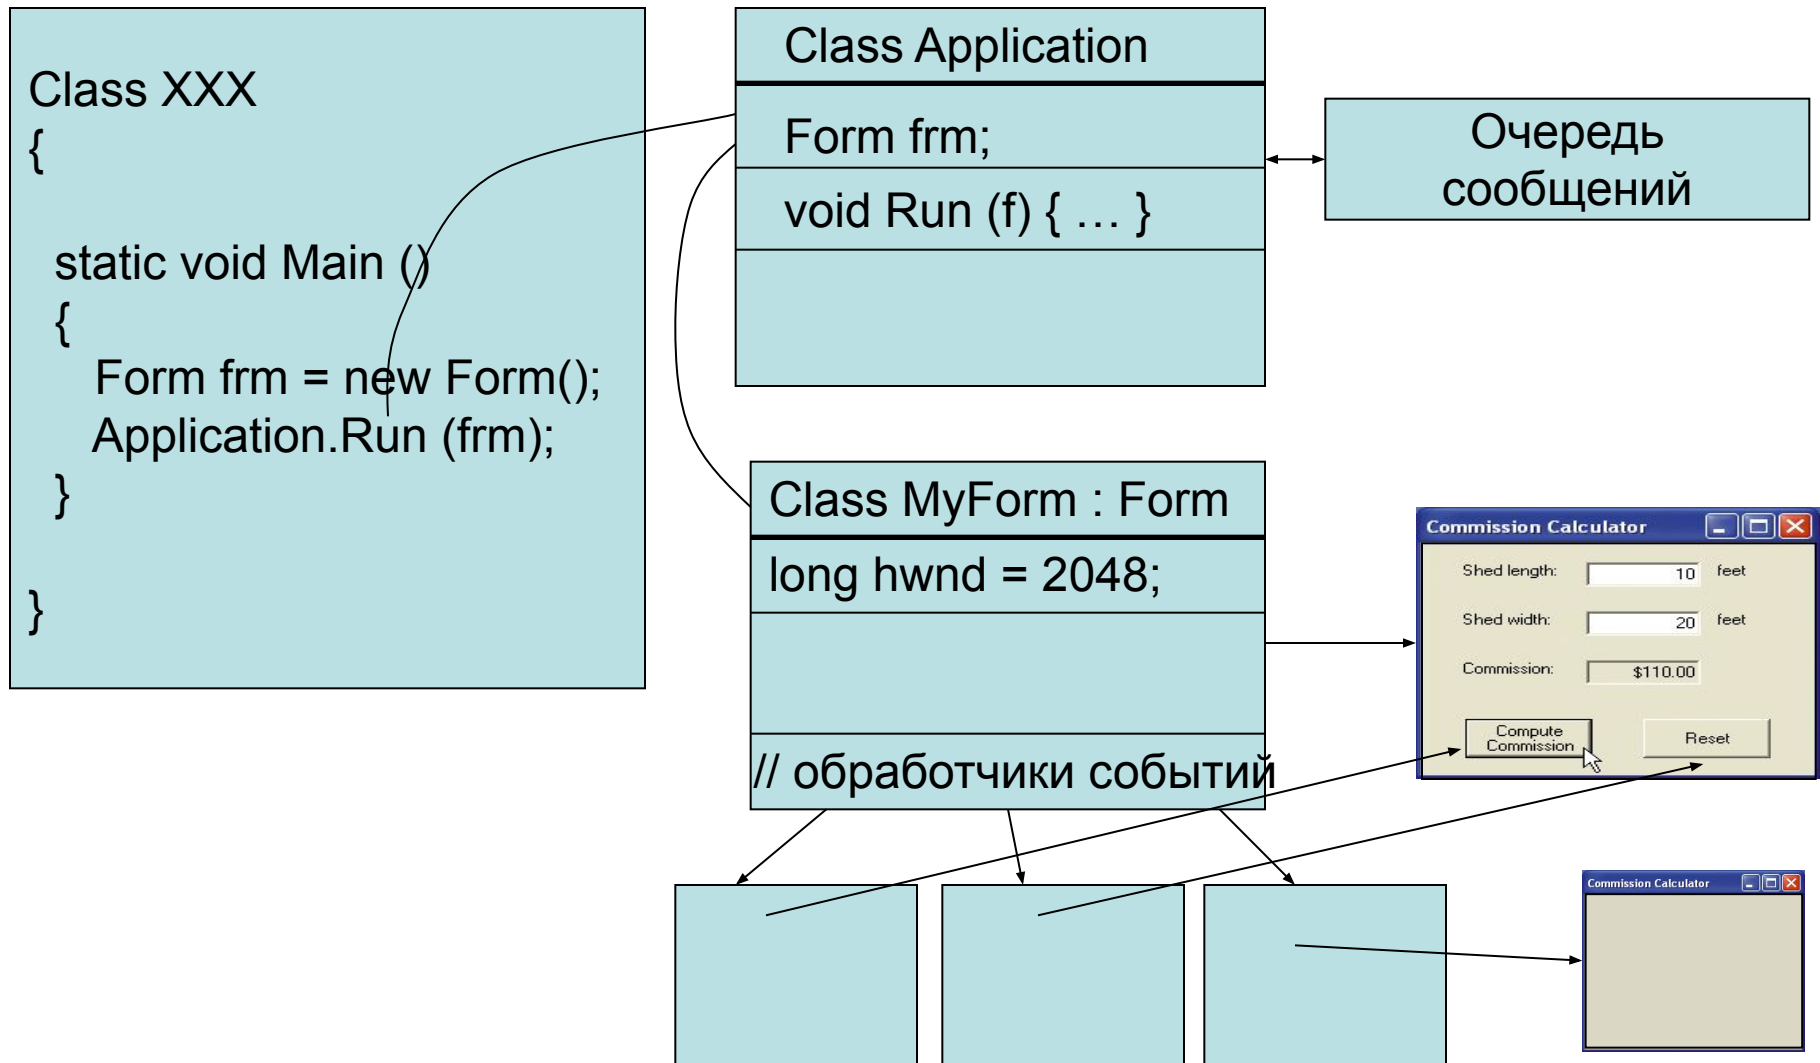 Class XXX
{
static void Main ()
{
Form frm = new Form();
Application.Run (frm);
}
}
Class Application
Form frm;
void Run (f) { … }
Очередь
сообщений
Class MyForm : Form
long hwnd = 2048;
// обработчики событий
Commission Calculator
Shed length:
10
feet
Shed width:
20
feet
Commission:
$110.00
Compute
Commission
Reset
Commission Calculator